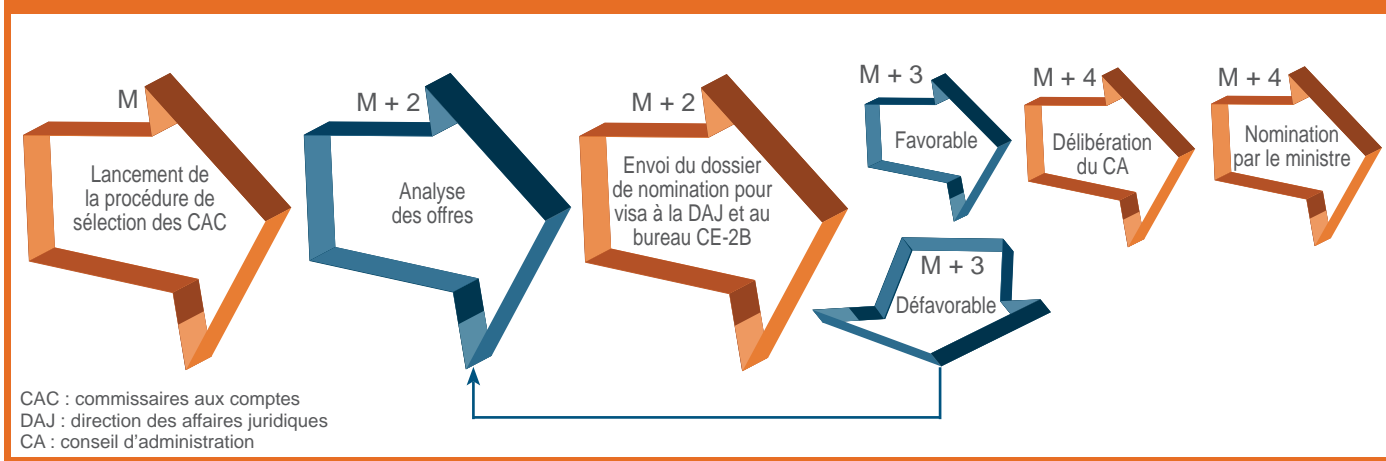 M
Lancement de
la procédure de
sélection des CAC
M + 2
Analyse
des offres
M + 2
Envoi du dossier
de nomination pour
visa à la DAJ et au
bureau CE-2B
M + 3
Favorable
M + 3
Défavorable
M + 4
Délibération
du CA
M + 4
Nomination
par le ministre
CAC : commissaires aux comptes
DAJ : direction des affaires juridiques
CA : conseil d'administration